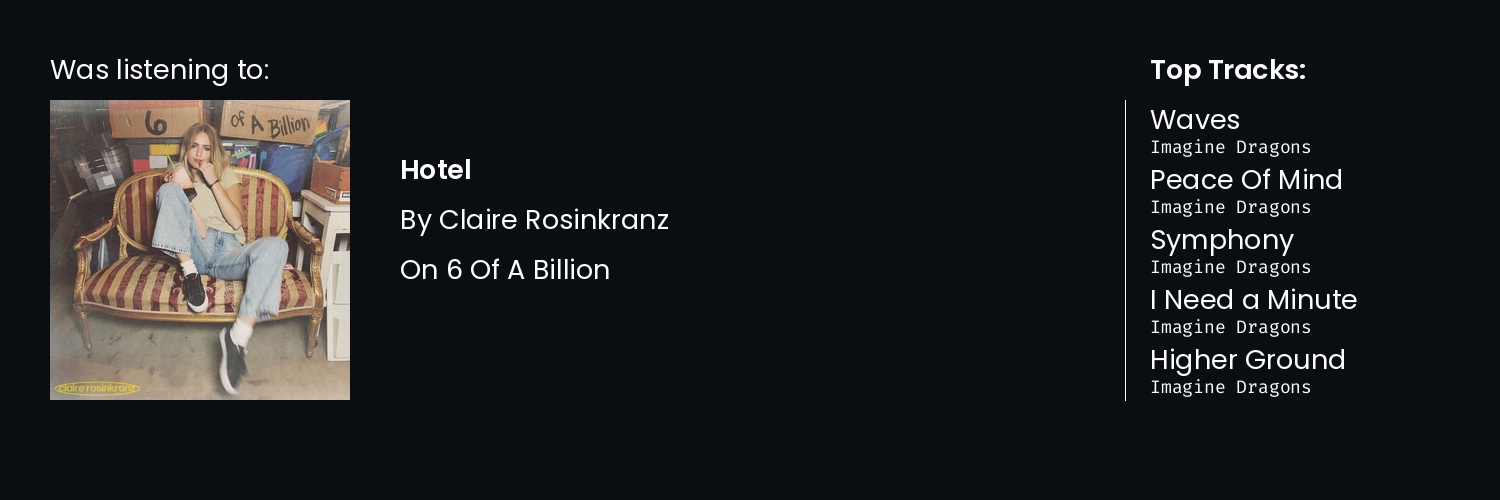 Was listening to:
6 of A Billion
claire rosinkranz
Hotel
By Claire Rosinkranz
On 6 Of A Billion
Top Tracks:
Waves
Imagine Dragons
Peace Of Mind
Imagine Dragons
Symphony
Imagine Dragons
I Need a Minute
Imagine Dragons
Higher Ground
Imagine Dragons